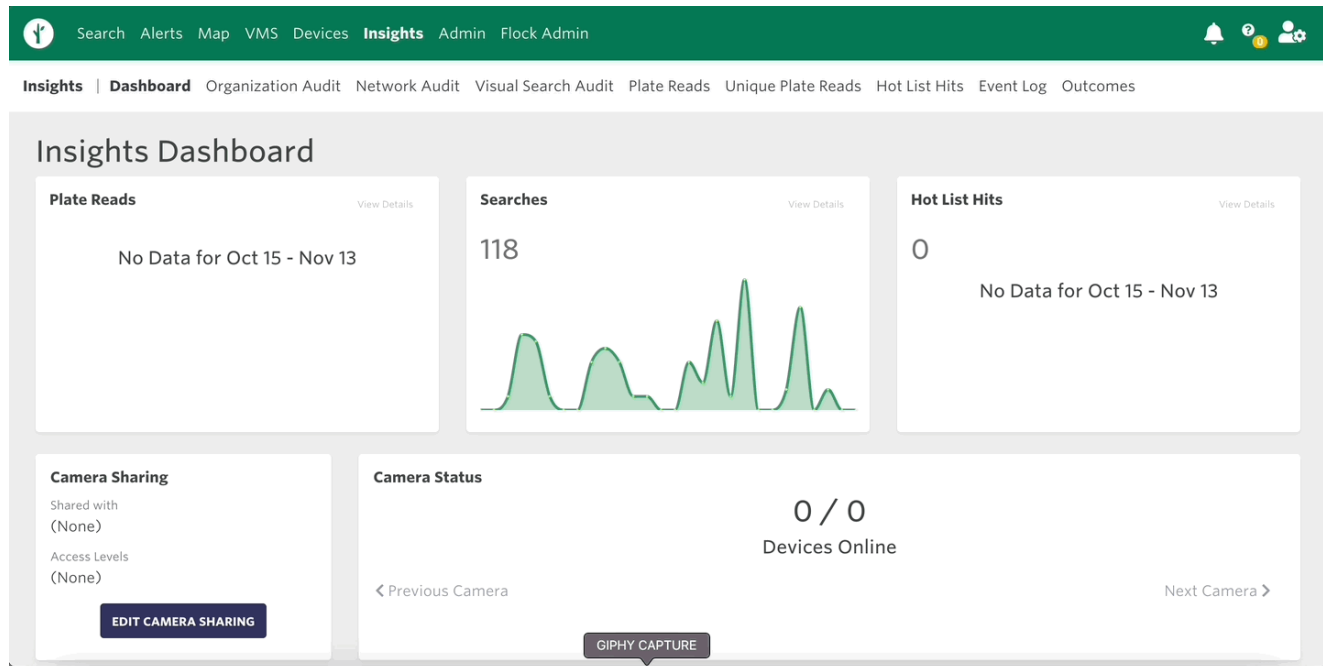 Search Alerts Map VMS Devices Insights Admin Flock Admin
0
Insights | Dashboard Organization Audit Network Audit Visual Search Audit Plate Reads Unique Plate Reads Hot List Hits Event Log Outcomes
Insights Dashboard
Plate Reads
View Details
No Data for Oct 15 - Nov 13
Searches
View Details
118
Hot List Hits
View Details
0
No Data for Oct 15 - Nov 13
Camera Sharing
Shared with
(None)
Access Levels
(None)
EDIT CAMERA SHARING
Camera Status
0 / 0
Devices Online
Previous Camera
Next Camera
GIPHY CAPTURE